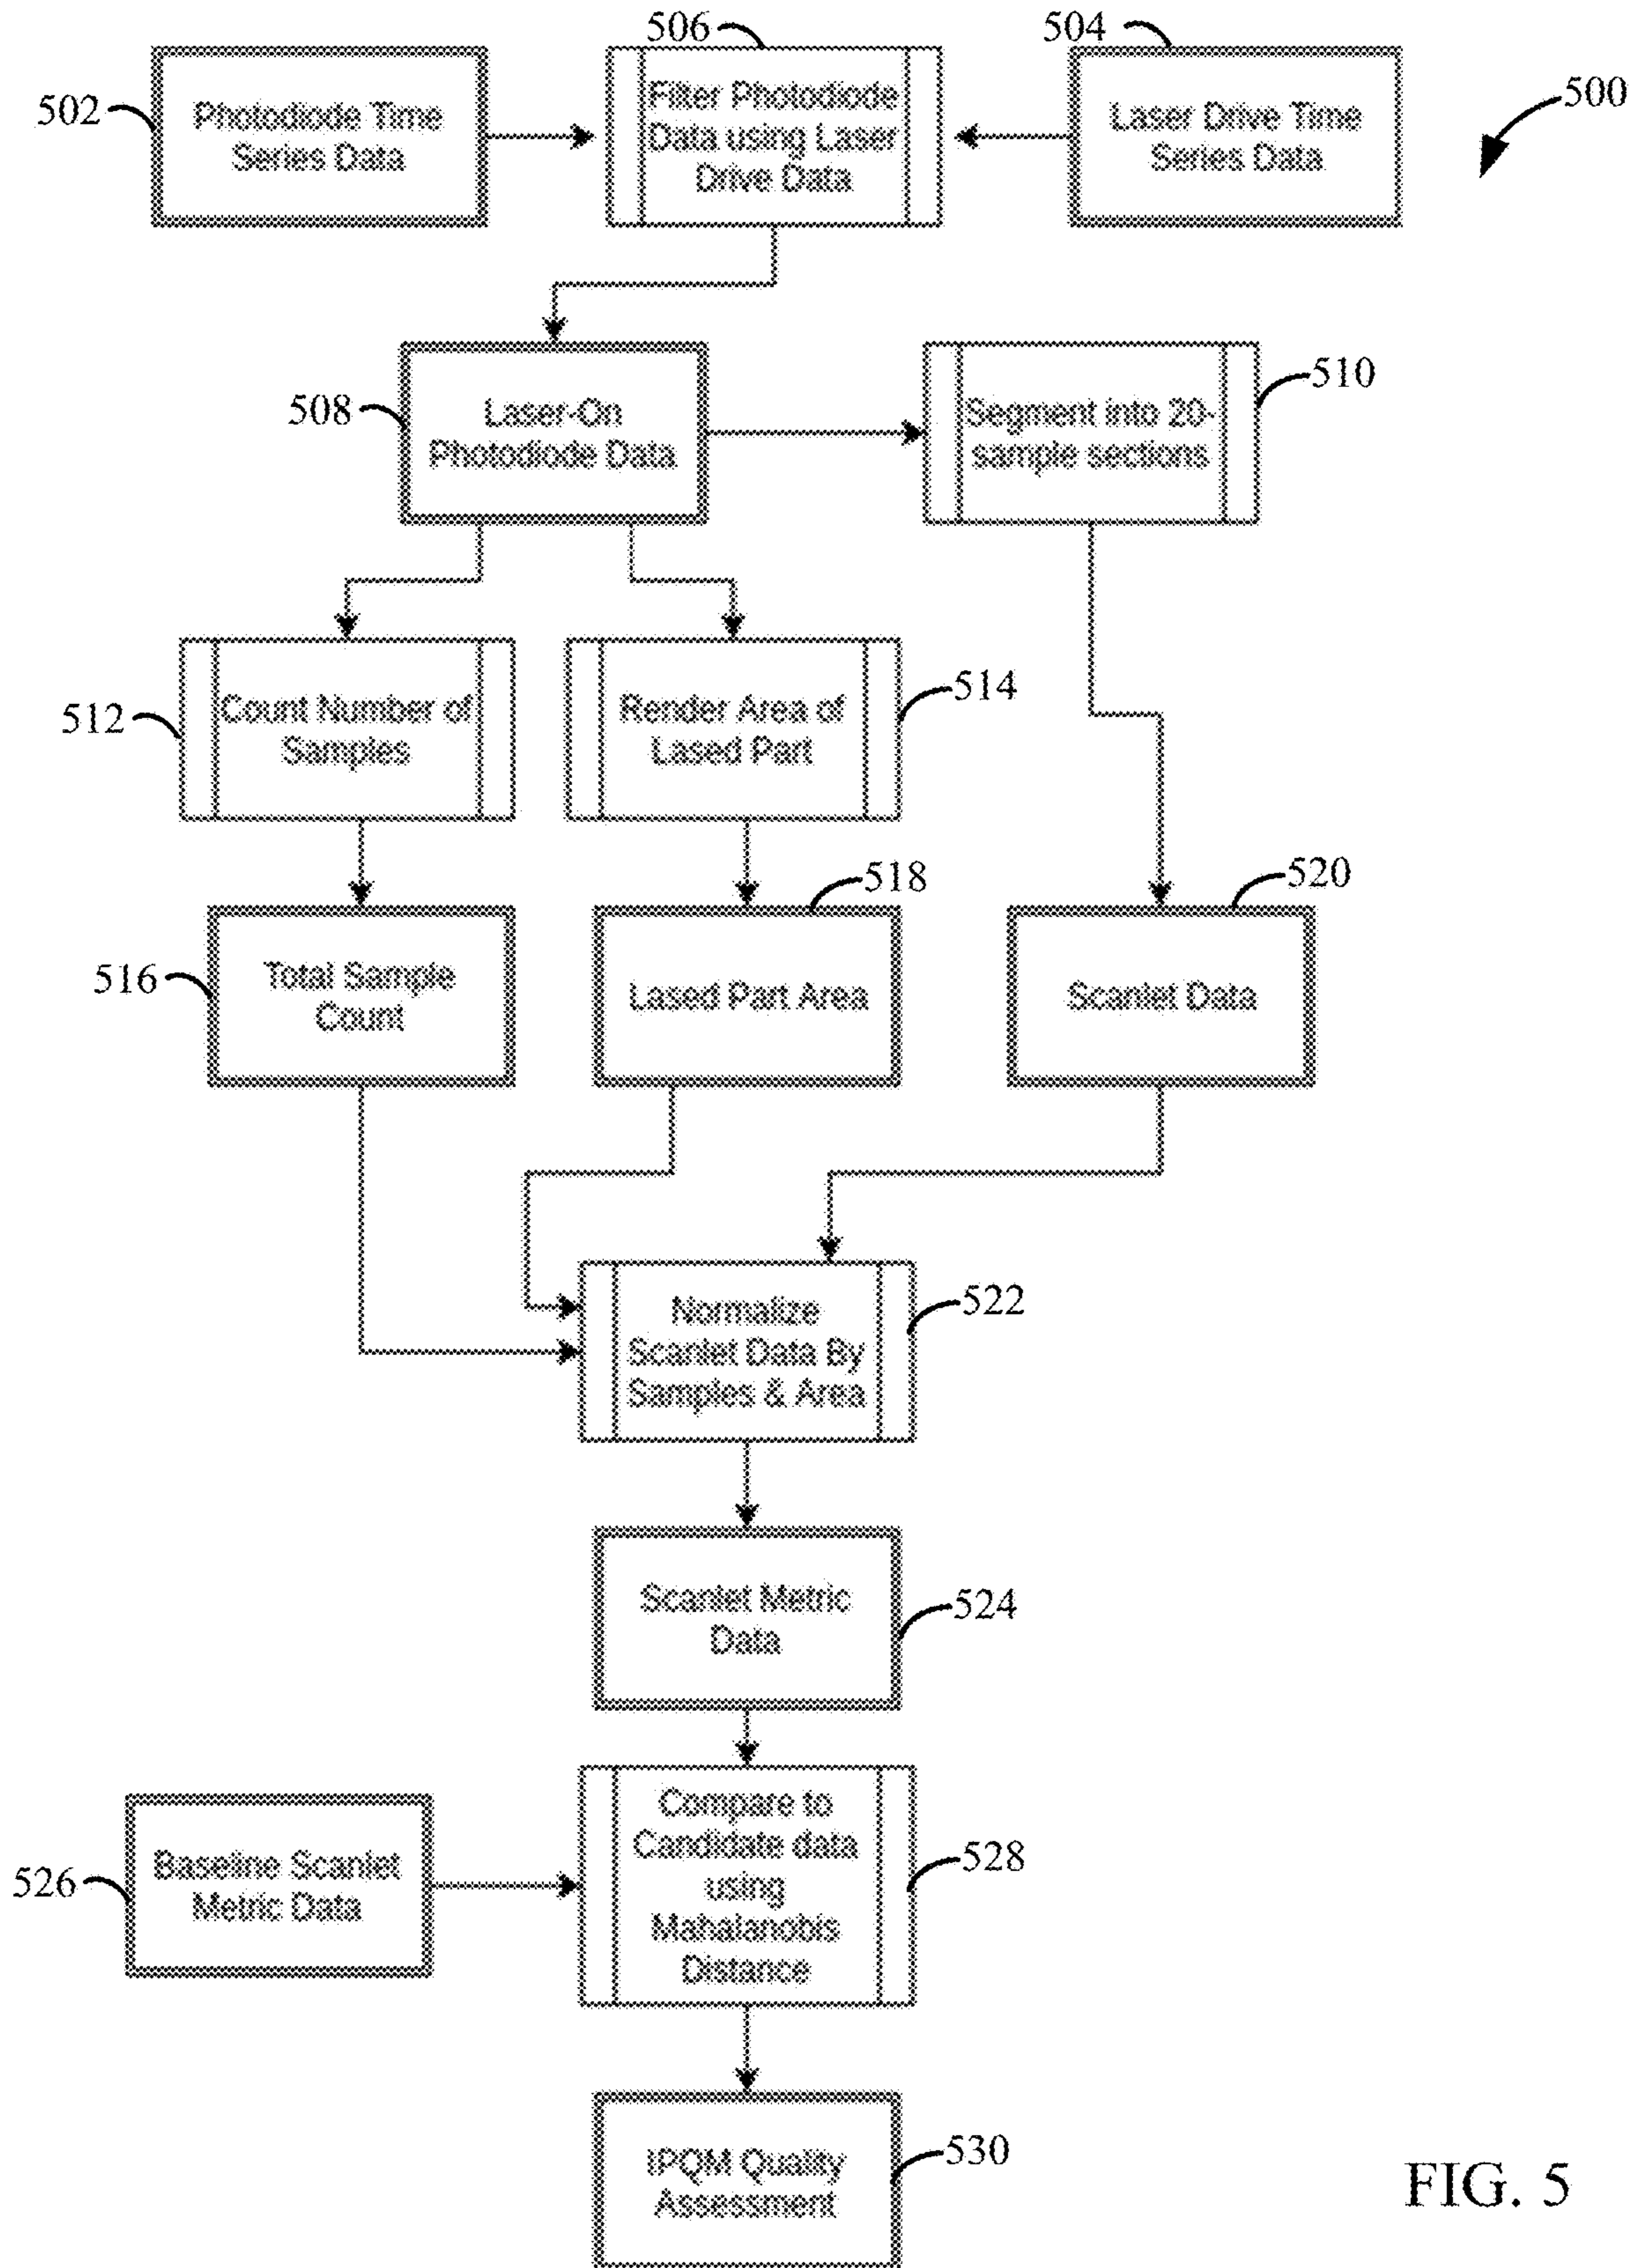 506
504
500
502
Photodiode Time
Series Data
Filter Photodiode
Data using Laser
Drive Data
Laser Drive Time
Series Data
508
Laser-On
Photodiode Data
Segment into 20-
sample sections
510
512
Count Number of
Samples
Render Area of
Lased Part
514
516
Total Sample
Count
518
Lased Part Area
520
Scanlet Data
Normalize
Scanlet Data By
Samples & Area
522
Scanlet Metric
Data
524
526
Baseline Scanlet
Metric Data
Compare to
Candidate data
using
Mahalanobis
Distance
528
IPQM Quality
Assessment
530
FIG. 5